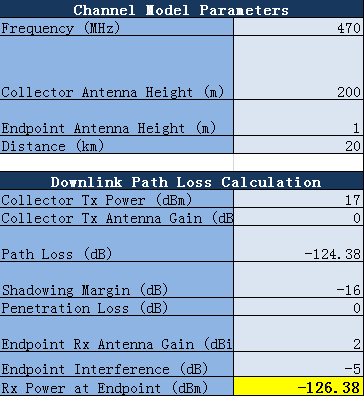 Channel Model Parameters
Frequency (MHz) 470
Collector Antenna Height (m) 200
Endpoint Antenna Height (m) 1
Distance (km) 20
Downlink Path Loss Calculation
Collector Tx Power (dBm) 17
Collector Tx Antenna Gain (dB 0
Path Loss (dB) -124.38
Shadowing Margin (dB) -16
Penetration Loss (dB) 0
Endpoint Rx Antenna Gain (dBi 2
Endpoint Interference (dB) -5
Rx Power at Endpoint (dBm) -126.38